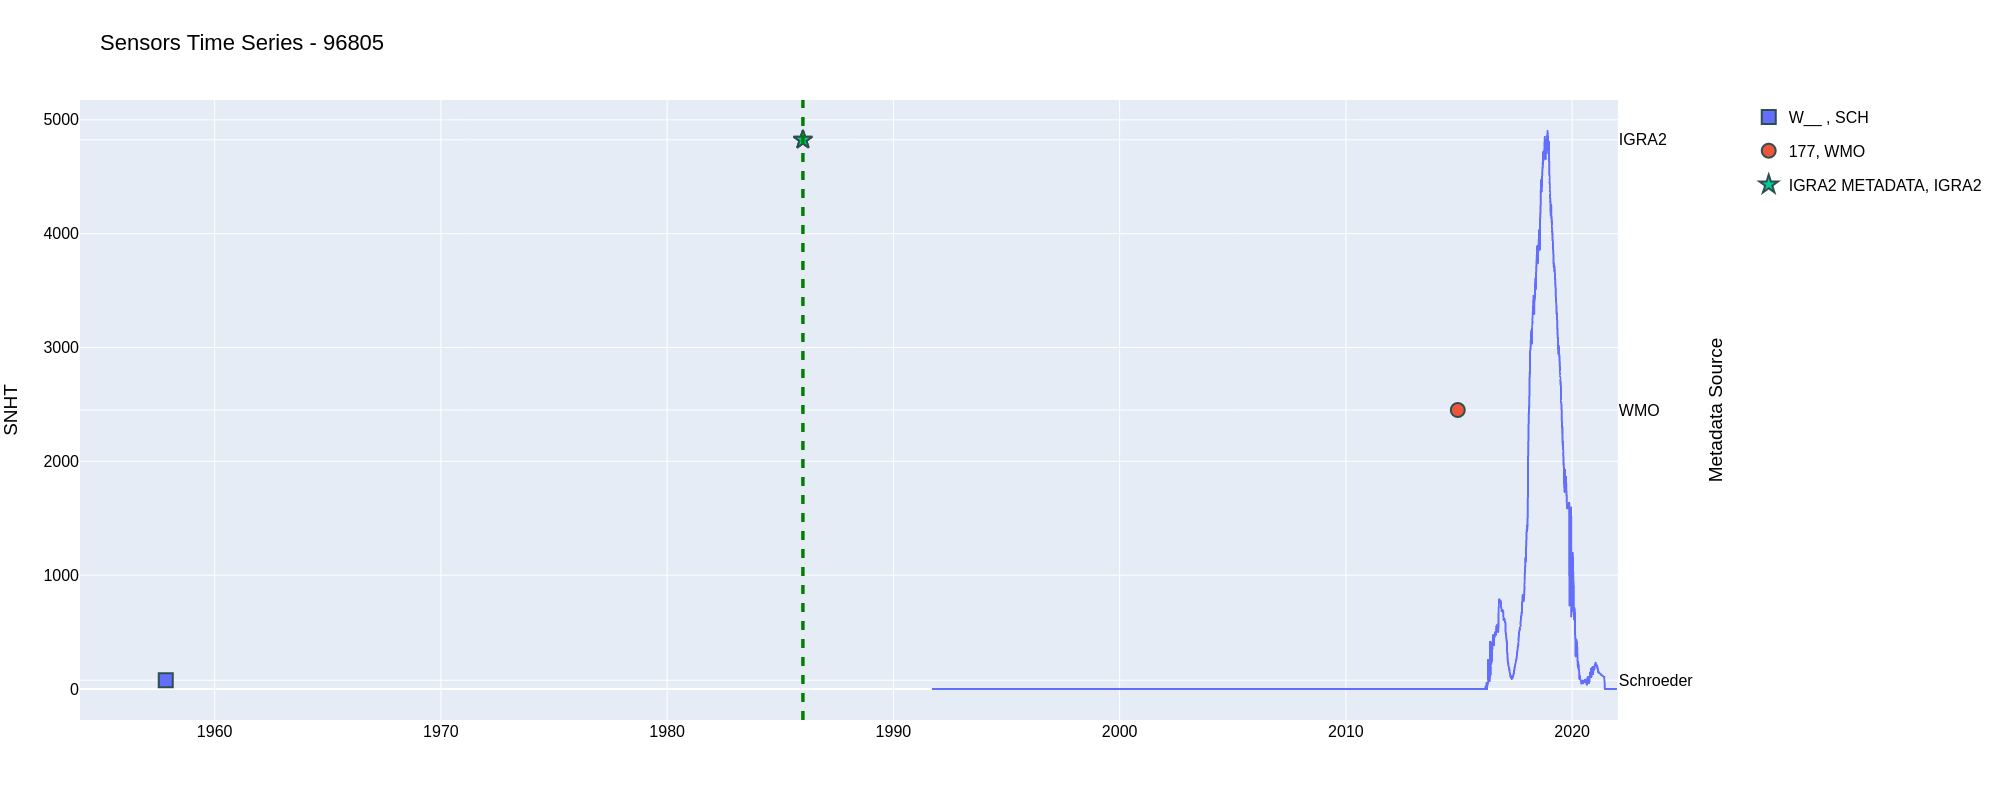 Sensors Time Series - 96805
W__ , SCH
177, WMO
IGRA2 METADATA, IGRA2
5000
4000
3000
2000
1000
0
SNHT
IGRA2
WMO
Schroeder
Metadata Source
1960
1970
1980
1990
2000
2010
2020